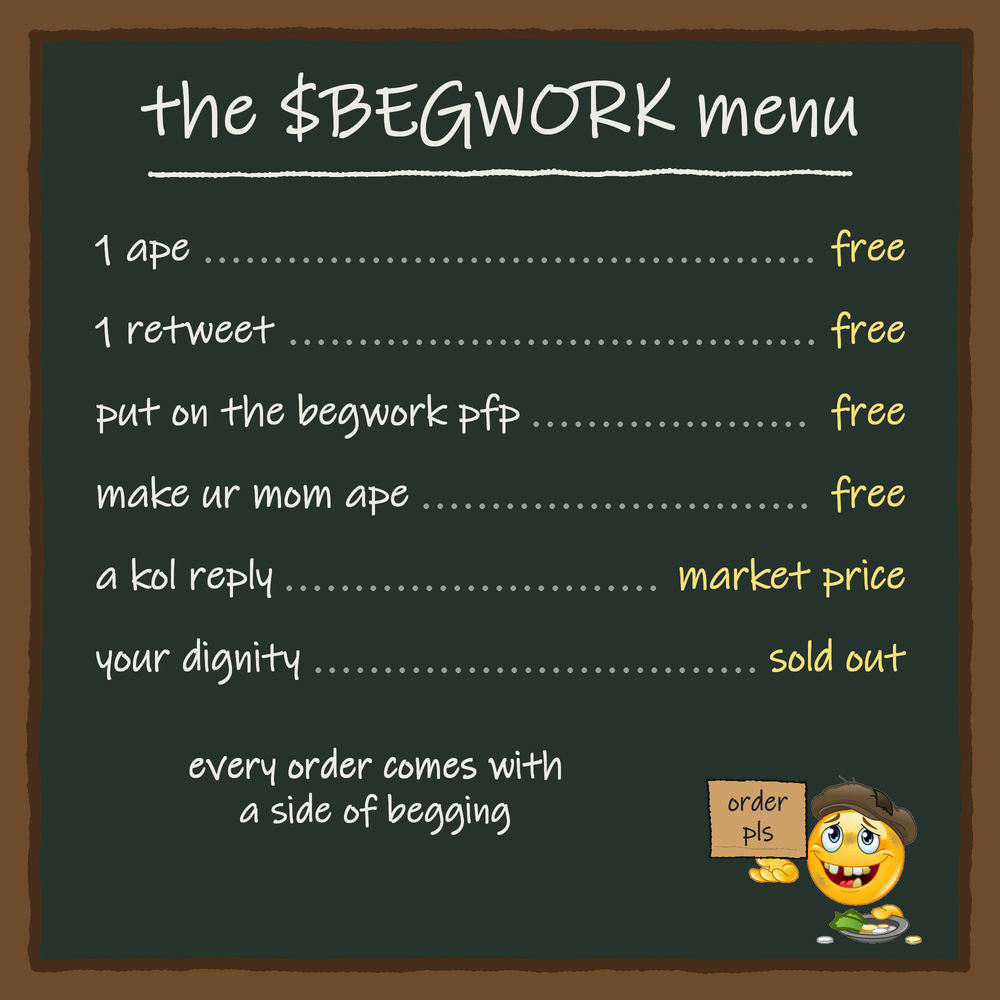 the $BEGWORK menu
1 ape ........................................... free
1 retweet ..................................... free
put on the begwork pfp .................... free
make ur mom ape ........................... free
a kol reply .......................... market price
your dignity ............................... sold out
every order comes with
a side of begging
order
pls